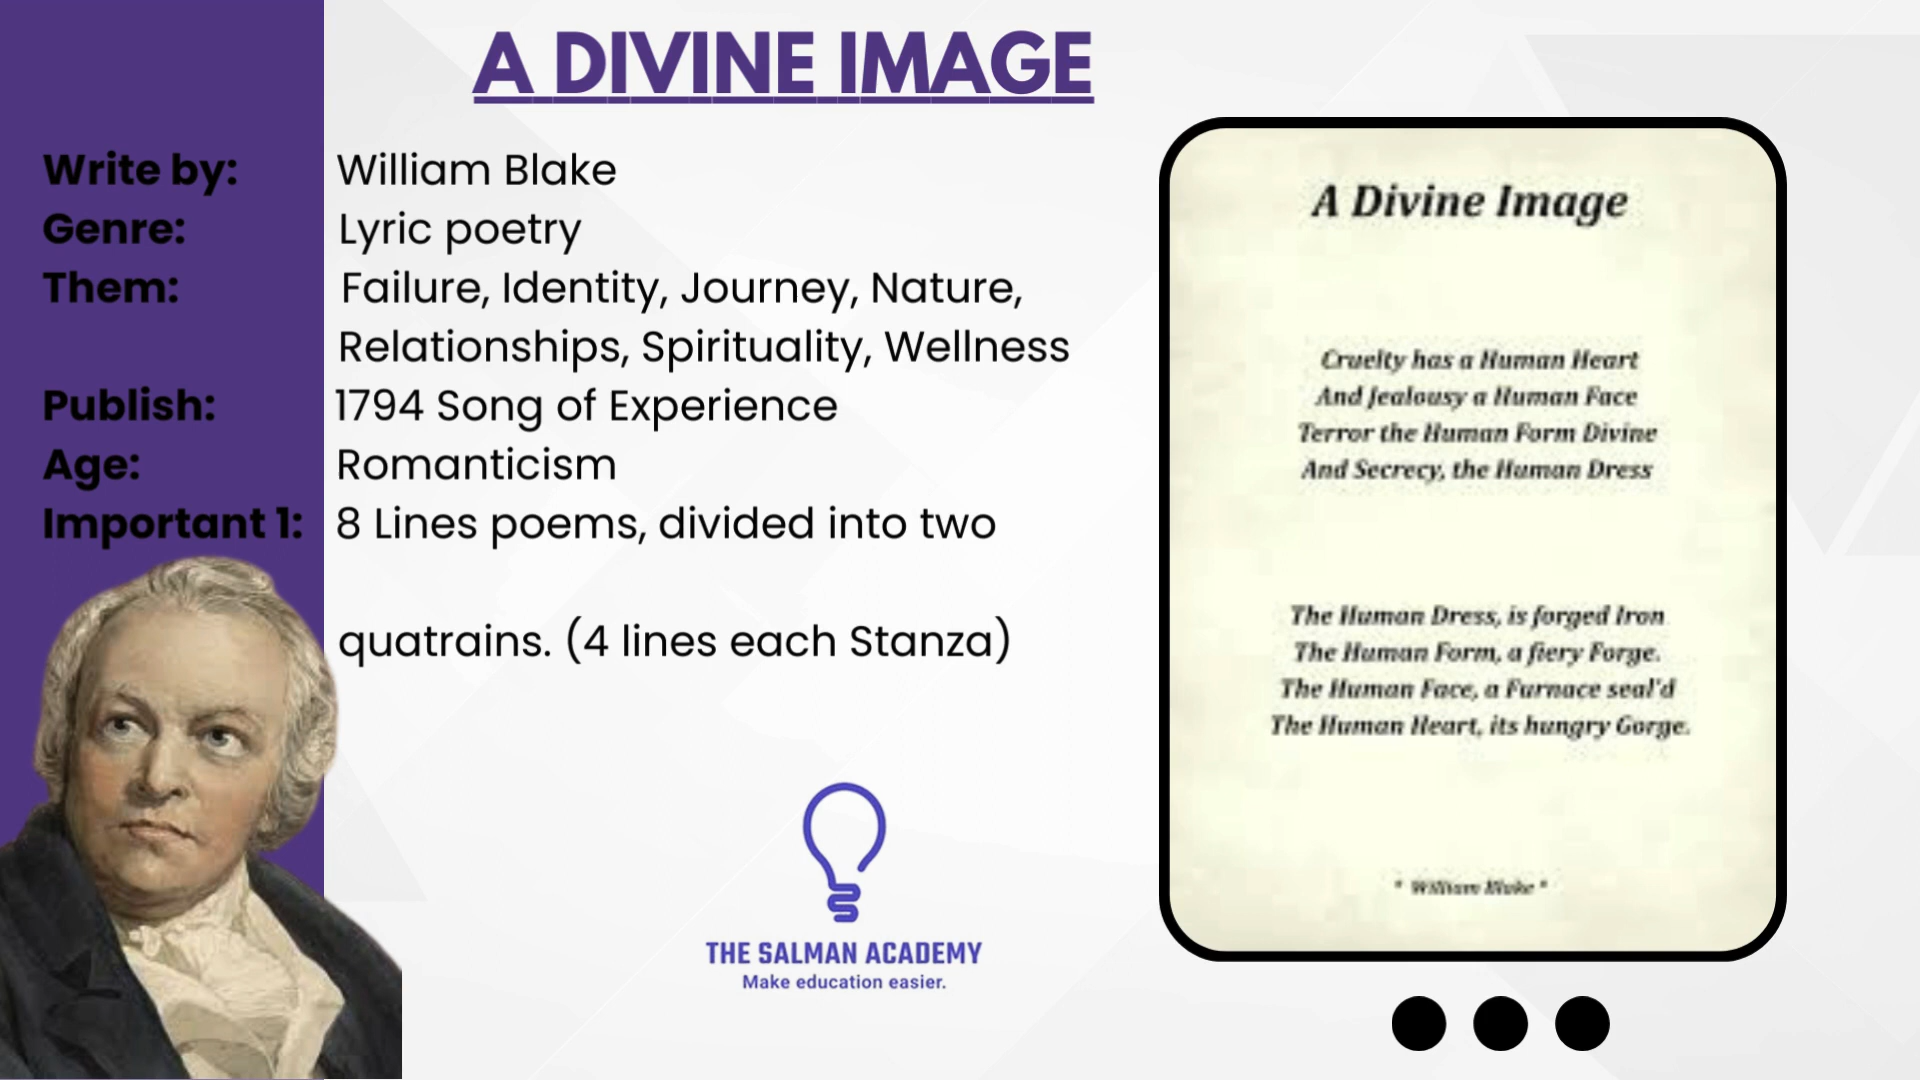 A DIVINE IMAGE
Write by: William Blake
Genre: Lyric poetry
Them: Failure, Identity, Journey, Nature,
Relationships, Spirituality, Wellness
Publish: 1794 Song of Experience
Age: Romanticism
Important 1: 8 Lines poems, divided into two
quatrains. (4 lines each Stanza)
THE SALMAN ACADEMY
Make education easier.
A Divine Image
Cruelty has a Human Heart
And Jealousy a Human Face
Terror the Human Form Divine
And Secrecy, the Human Dress
The Human Dress, is forged Iron
The Human Form, a fiery Forge.
The Human Face, a Furnace seal'd
The Human Heart, its hungry Gorge.
* William Blake *